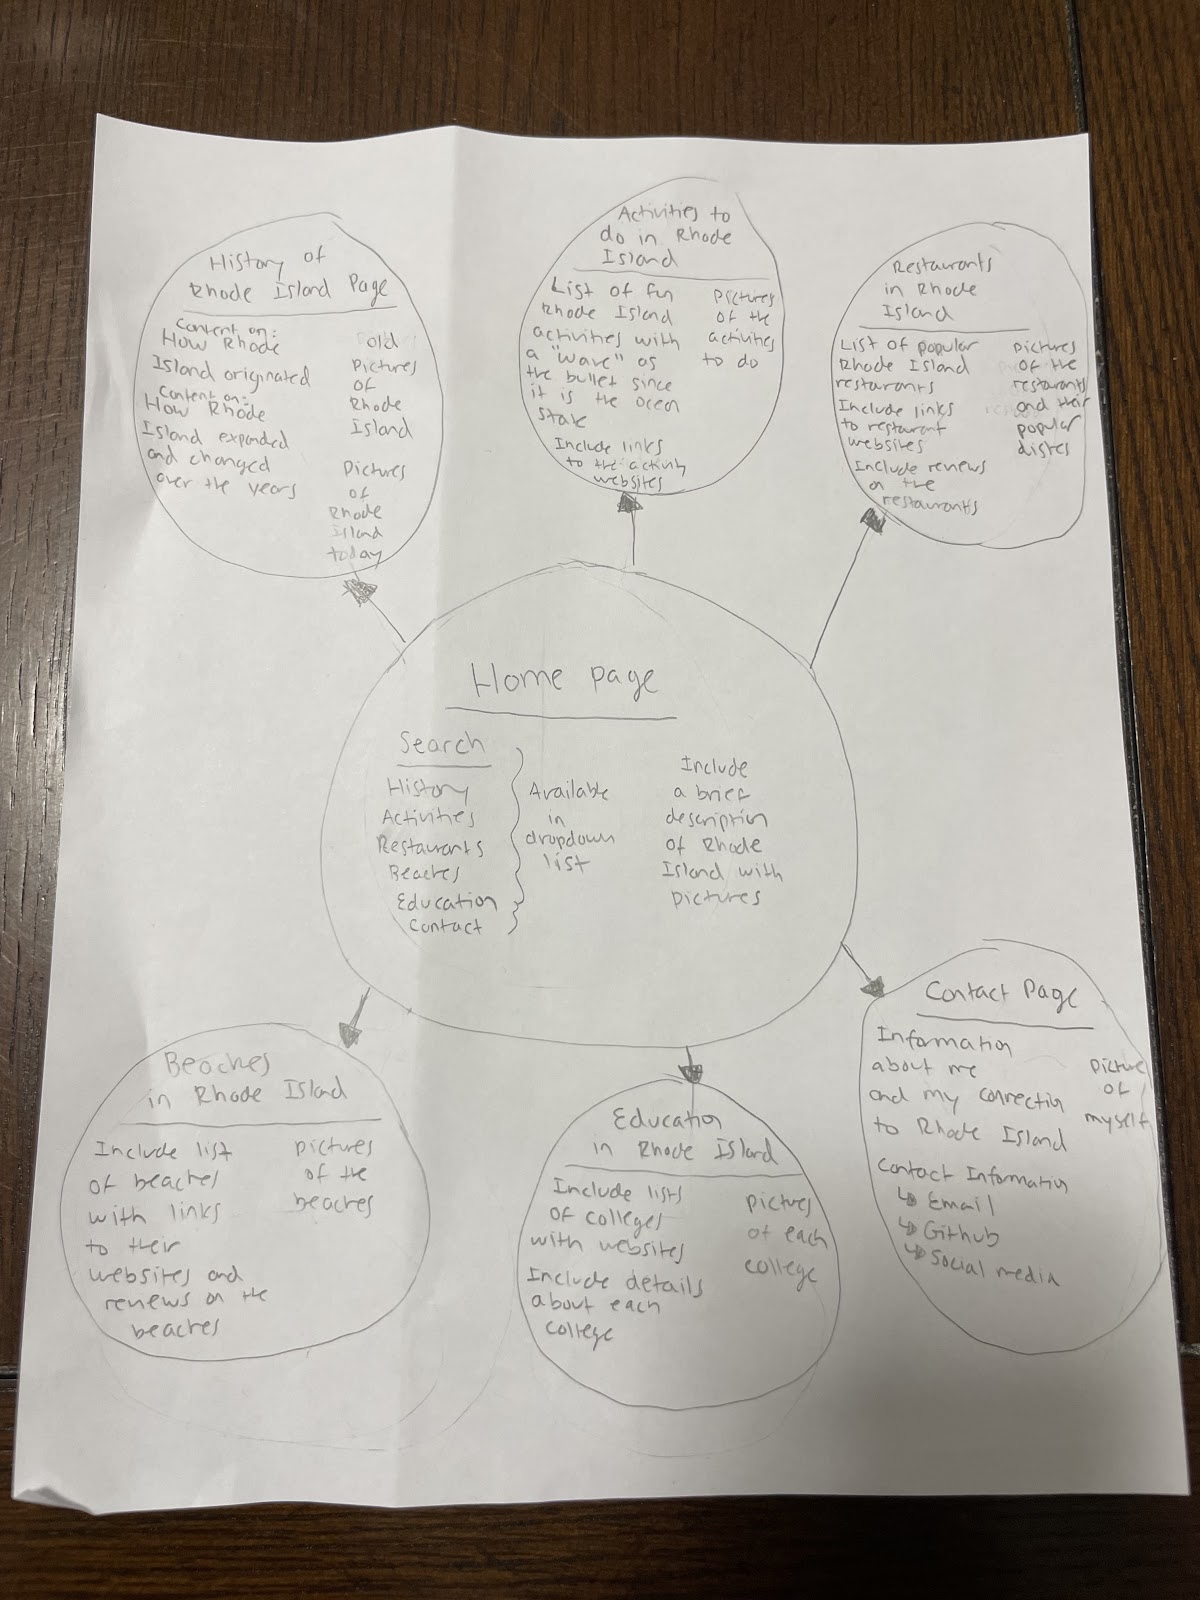 History of
Rhode Island Page
Content on:
How Rhode
Island originated
Content on:
How Rhode
Island expanded
and changed
over the years
old
Pictures
of
Rhode
Island
Pictures
of
Rhode
Island
today
Activities to
do in Rhode
Island
List of fun
Rhode Island
activities with
a "wave" as
the bullet since
it is the ocean
state
Include links
to the activity
websites
Pictures
of the
activities
to do
Restaurants
in Rhode
Island
List of popular
Rhode Island
restaurants
Include links
to restaurant
websites
Include reviews
on the
restaurants
Pictures
of the
restaurants
and their
popular
dishes
Home page
Search
History
Activities
Restaurants
Beaches
Education
Contact
Available
in
dropdown
list
Include
a brief
description
of Rhode
Island with
pictures
Beaches
in Rhode Island
Include list
of beaches
with links
to their
websites and
reviews on the
beaches
pictures
of the
beaches
Education
in Rhode Island
Include lists
of colleges
with websites
Include details
about each
college
pictures
of each
college
Contact Page
Information
about me
and my connection
to Rhode Island
Contact Information
↳ Email
↳ Github
↳ Social media
picture
of
myself